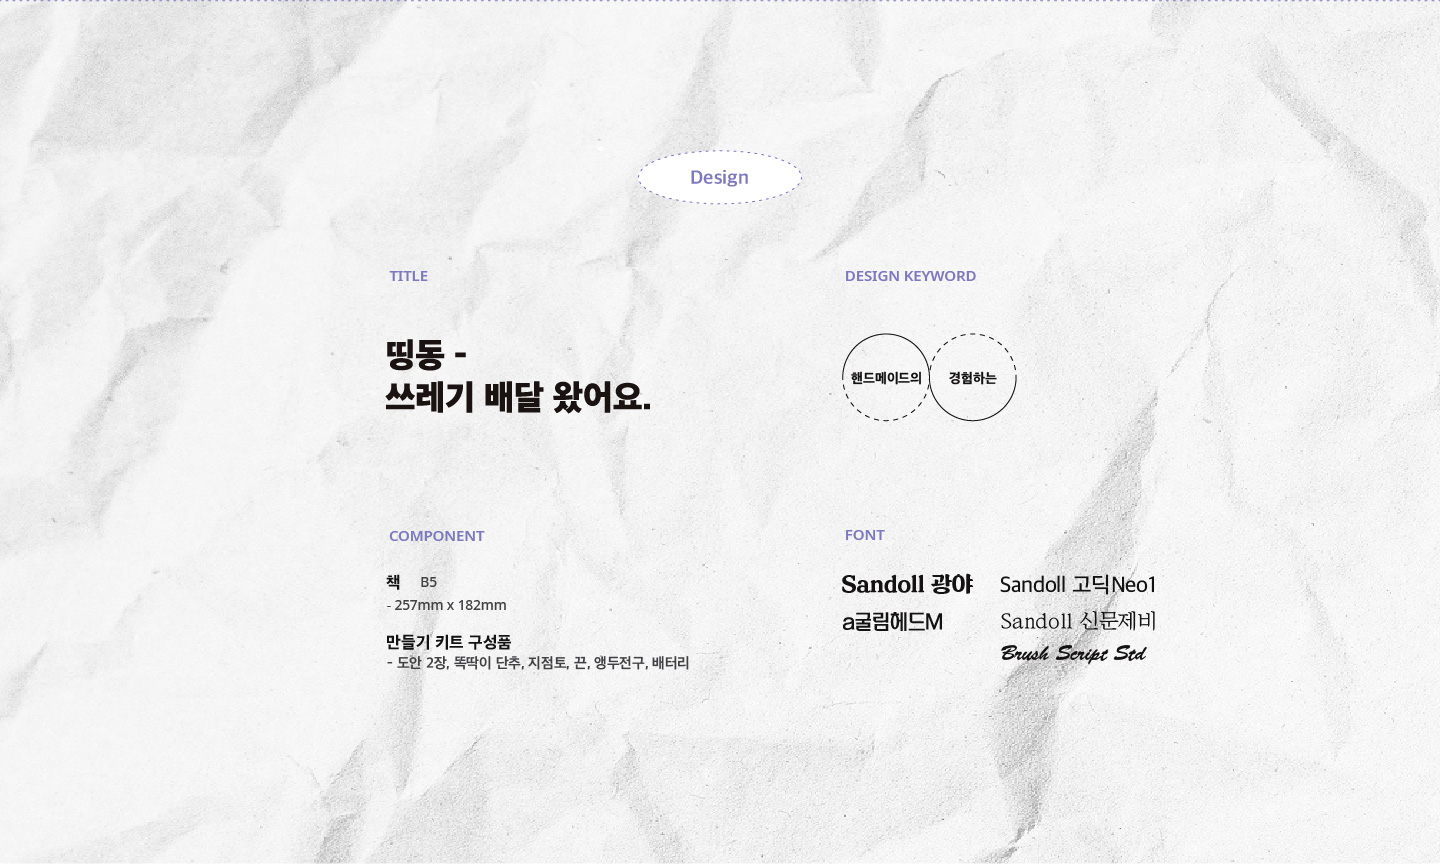 Design
TITLE
띵동 -
쓰레기 배달 왔어요.
DESIGN KEYWORD
핸드메이드의
경험하는
COMPONENT
책 B5
- 257mm x 182mm
만들기 키트 구성품
- 도안 2장, 똑딱이 단추, 지점토, 끈, 앵두전구, 배터리
FONT
Sandoll 광야
Sandoll 고딕Neo1
a굴림헤드M
Sandoll 신문제비
Brush Script Std